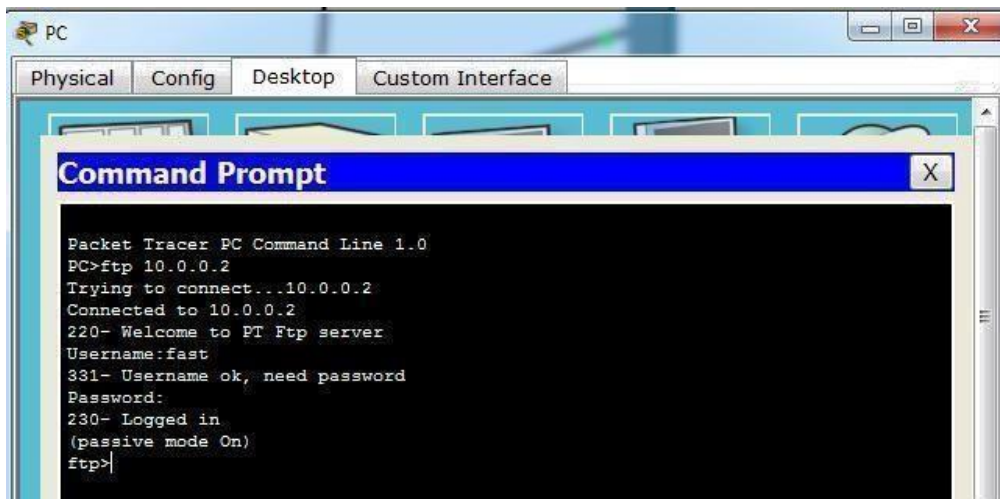 PC
Physical Config Desktop Custom Interface
Command Prompt
X
Packet Tracer PC Command Line 1.0
PC>ftp 10.0.0.2
Trying to connect...10.0.0.2
Connected to 10.0.0.2
220- Welcome to PT Ftp server
Username:fast
331- Username ok, need password
Password:
230- Logged in
(passive mode On)
ftp>